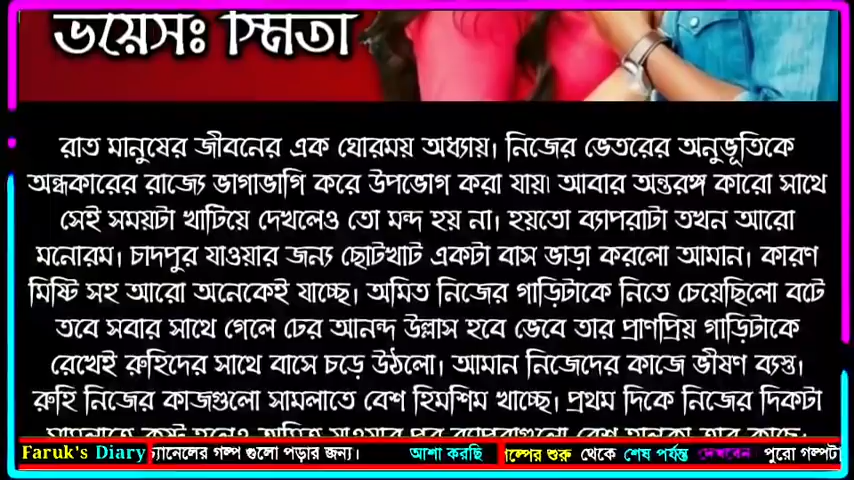 ভয়েসঃ স্মিতা
রাত মানুষের জীবনের এক ঘোরময় অধ্যায়। নিজের ভেতরের অনুভূতিকে
অন্ধকারের রাজ্যে ভাগাভাগি করে উপভোগ করা যায়। আবার অন্তরঙ্গ কারো সাথে
সেই সময়টা খাটিয়ে দেখলেও তো মন্দ হয় না। হয়তো ব্যাপরাটা তখন আরো
মনোরম। চাদপুর যাওয়ার জন্য ছোটখাট একটা বাস ভাড়া করলো আমান। কারণ
মিষ্টি সহ আরো অনেকেই যাচ্ছে। অমিত নিজের গাড়িটাকে নিতে চেয়েছিলো বটে
তবে সবার সাথে গেলে ঢের আনন্দ উল্লাস হবে ভেবে তার প্রাণপ্রিয় গাড়িটাকে
রেখেই রুহিদের সাথে বাসে চড়ে উঠলো। আমান নিজেদের কাজে ভীষণ ব্যস্ত।
রুহি নিজের কাজগুলো সামলাতে বেশ হিমশিম খাচ্ছে। প্রথম দিকে নিজের দিকটা
Faruk's Diary চ্যানেলের গল্প গুলো পড়ার জন্য। আশা করছি গল্পের শুরু থেকে শেষ পর্যন্ত দেখবেন পুরো গল্পটা